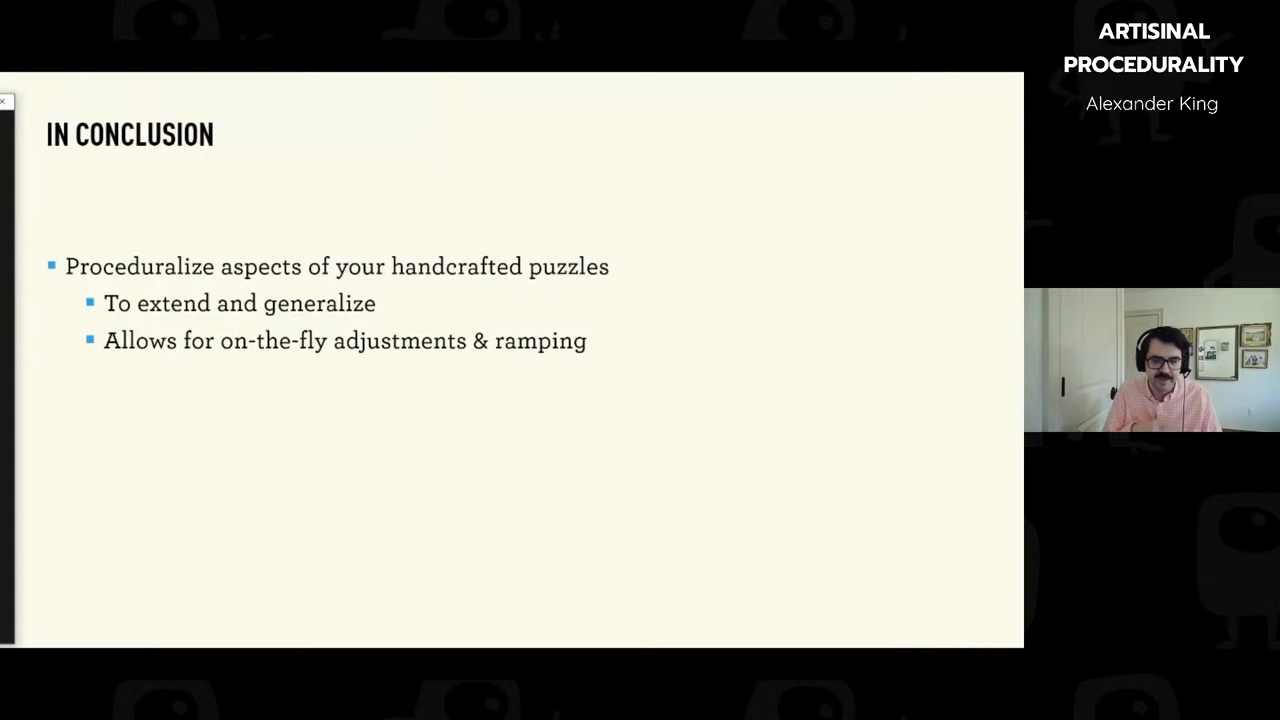 ARTISINAL
PROCEDURALITY
Alexander King
IN CONCLUSION
Proceduralize aspects of your handcrafted puzzles
To extend and generalize
Allows for on-the-fly adjustments & ramping